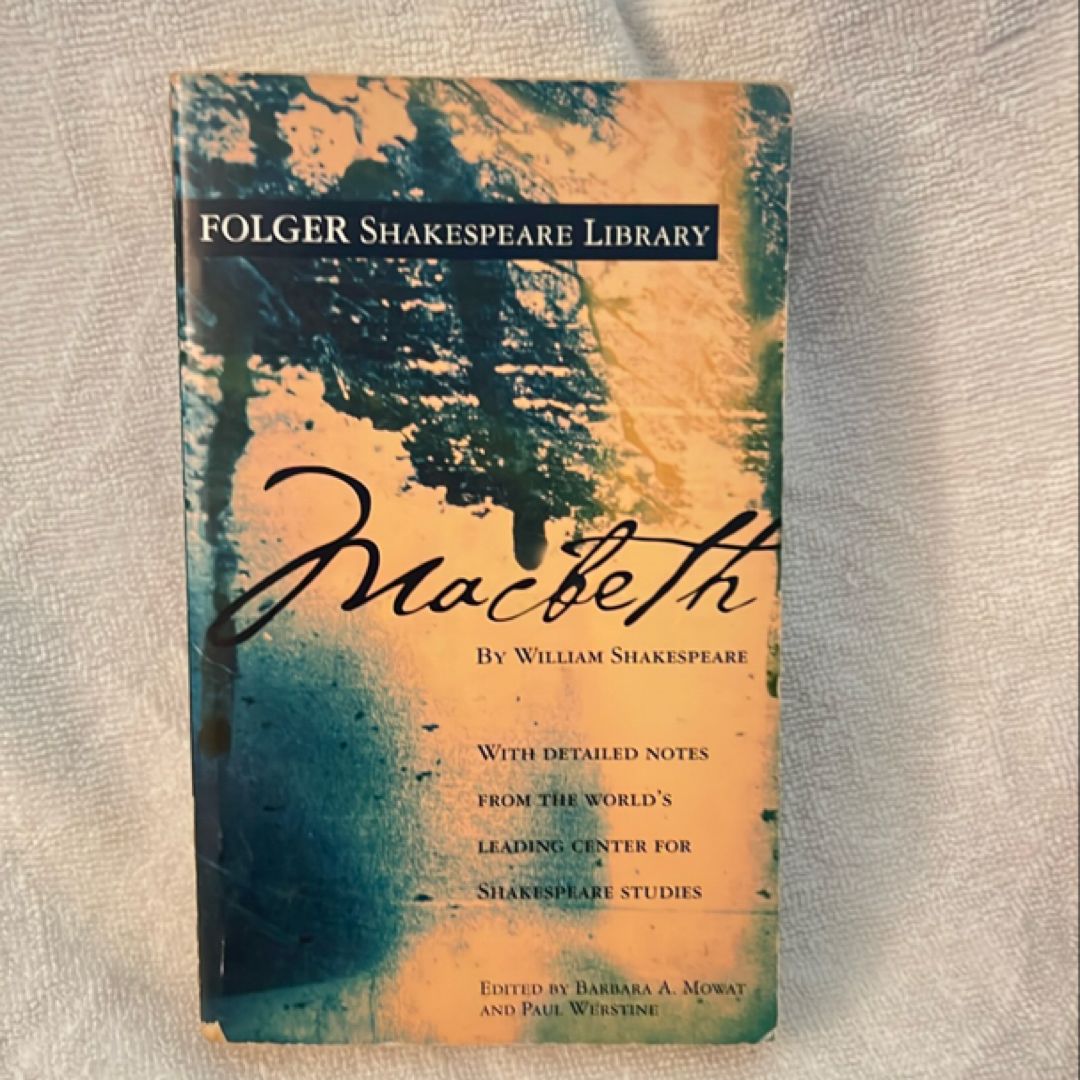 FOLGER SHAKESPEARE LIBRARY
Macbeth
BY WILLIAM SHAKESPEARE
WITH DETAILED NOTES
FROM THE WORLD'S
LEADING CENTER FOR
SHAKESPEARE STUDIES
EDITED BY BARBARA A. MOWAT
AND PAUL WERSTINE